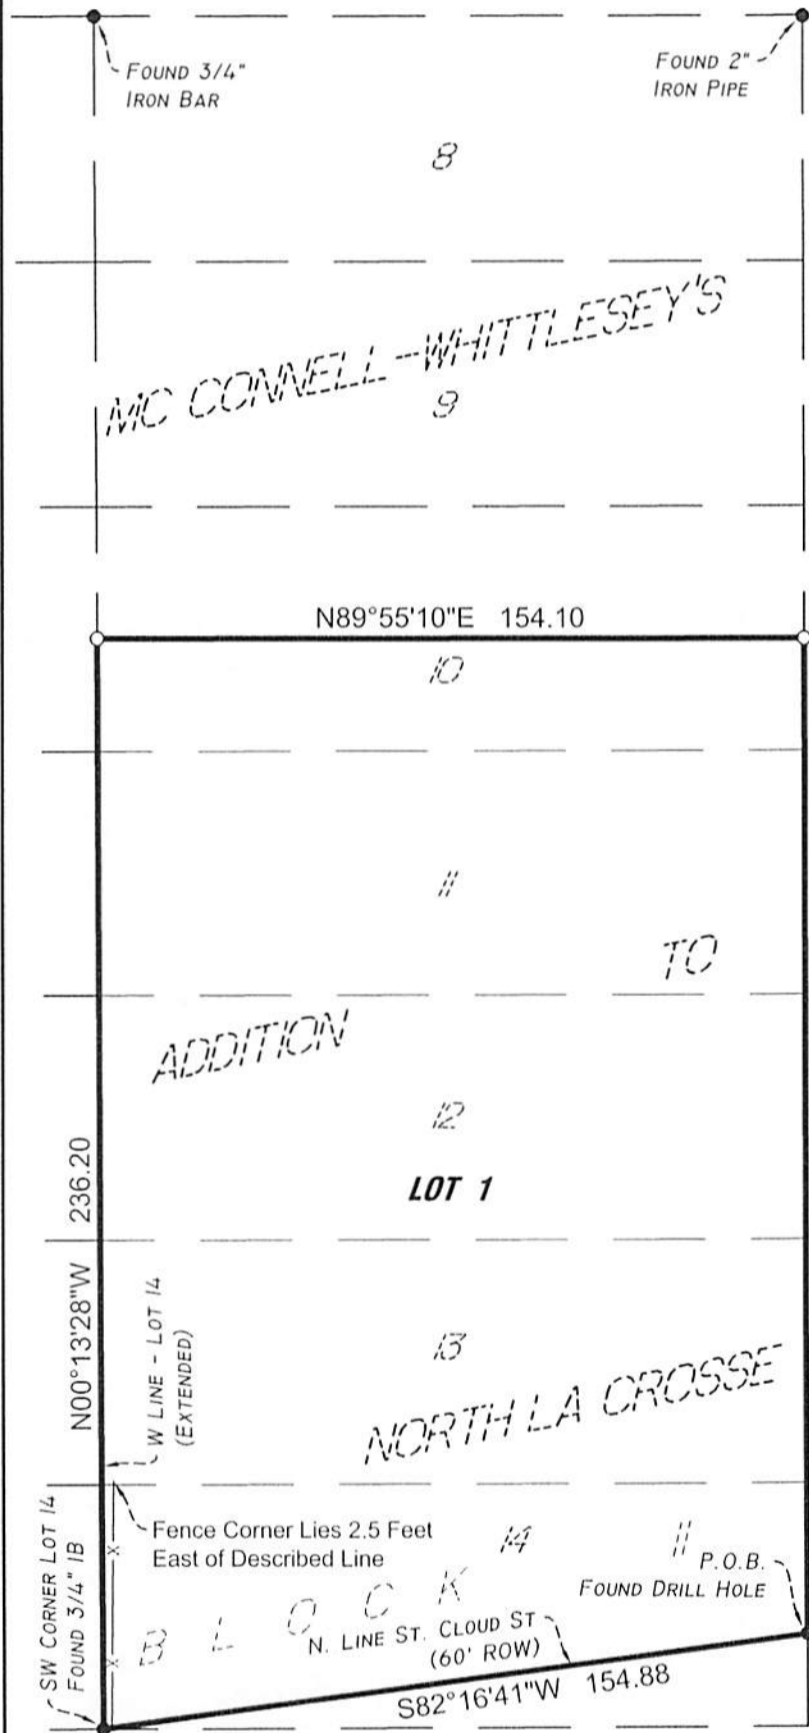 FOUND 3/4"
IRON BAR
FOUND 2"
IRON PIPE
8
MC CONNELL-WHITTLESEY'S
9
N89°55'10"E 154.10
10
11
TO
ADDITION
12
LOT 1
N00°13'28"W 236.20
W LINE - LOT 14
(EXTENDED)
13
NORTH LA CROSSE
SW CORNER LOT 14
FOUND 3/4" IB
Fence Corner Lies 2.5 Feet
East of Described Line
14
BLOCK 11
P.O.B.
FOUND DRILL HOLE
N. LINE ST. CLOUD ST
(60' ROW)
S82°16'41"W 154.88